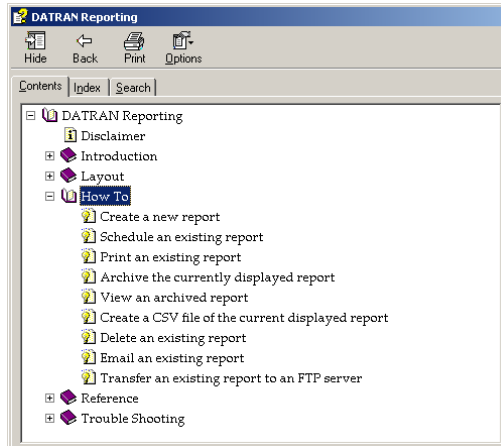 DATRAN Reporting
Hide Back Print Options
Contents Index Search
DATRAN Reporting
Disclaimer
Introduction
Layout
How To
Create a new report
Schedule an existing report
Print an existing report
Archive the currently displayed report
View an archived report
Create a CSV file of the current displayed report
Delete an existing report
Email an existing report
Transfer an existing report to an FTP server
Reference
Trouble Shooting